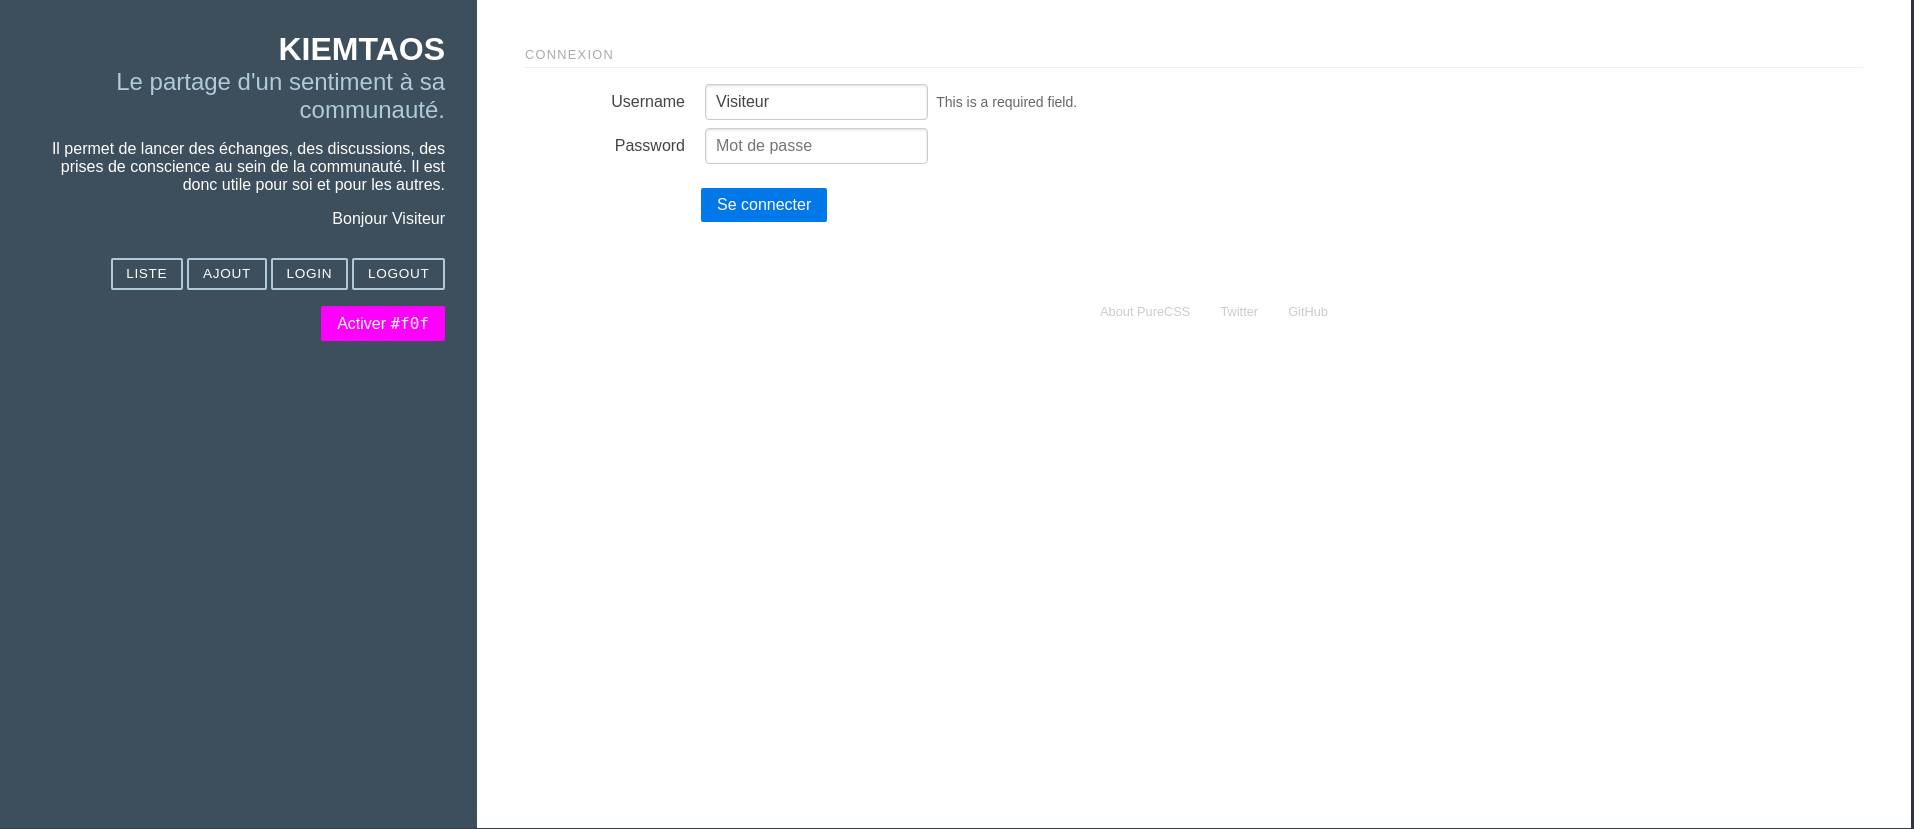 KIEMTAOS
Le partage d'un sentiment à sa
communauté.
Il permet de lancer des échanges, des discussions, des
prises de conscience au sein de la communauté. Il est
donc utile pour soi et pour les autres.
Bonjour Visiteur
LISTE AJOUT LOGIN LOGOUT
Activer #f0f
CONNEXION
Username Visiteur This is a required field.
Password Mot de passe
Se connecter
About PureCSS Twitter GitHub